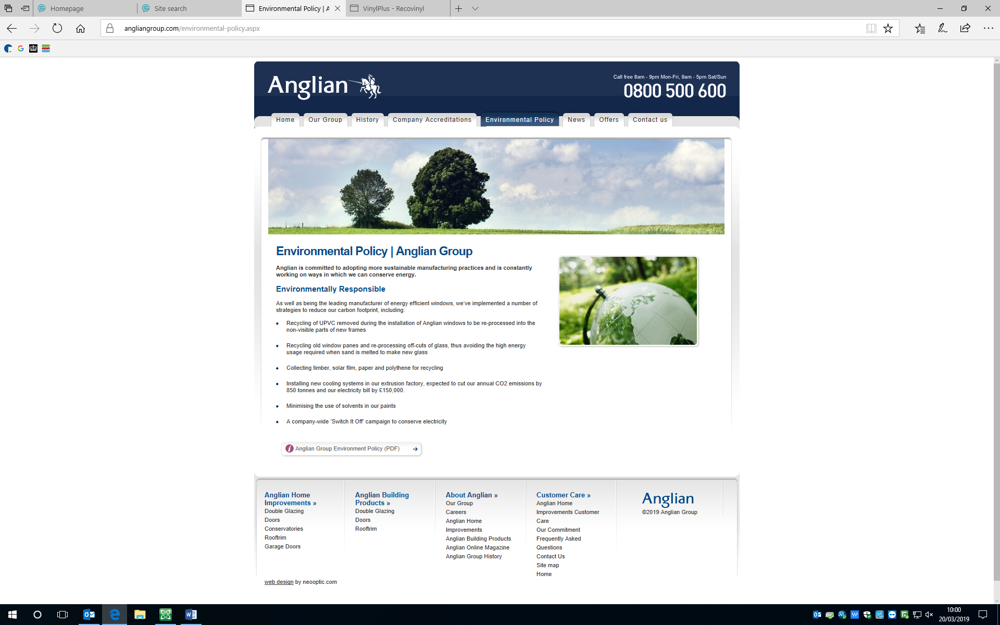 Homepage
Site search
Environmental Policy | A
VinylPlus - Recovinyl
angliangroup.com/environmental-policy.aspx
Anglian
Call free 8am - 9pm Mon-Fri, 9am - 5pm Sat/Sun
0800 500 600
Home
Our Group
History
Company Accreditations
Environmental Policy
News
Offers
Contact us
Environmental Policy | Anglian Group
Anglian is committed to adopting more sustainable manufacturing practices and is constantly
working on ways in which we can conserve energy.
Environmentally Responsible
As well as being the leading manufacturer of energy efficient windows, we've implemented a number of
strategies to reduce our carbon footprint, including:
Recycling of UPVC removed during the installation of Anglian windows to be re-processed into the
non-visible parts of new frames
Recycling old window panes and re-processing off-cuts of glass, thus avoiding the high energy
usage required when sand is melted to make new glass
Collecting timber, solar film, paper and polythene for recycling
Installing new cooling systems in our extrusion factory, expected to cut our annual CO2 emissions by
850 tonnes and our electricity bill by £150,000.
Minimising the use of solvents in our paints
A company-wide 'Switch It Off' campaign to conserve electricity
Anglian Group Environment Policy (PDF)
Anglian Home
Improvements »
Double Glazing
Doors
Conservatories
Rooftrim
Garage Doors
Anglian Building
Products »
Double Glazing
Doors
Rooftrim
About Anglian »
Our Group
Careers
Anglian Home
Improvements
Anglian Building Products
Anglian Online Magazine
Anglian Group History
Customer Care »
Anglian Home
Improvements Customer
Care
Our Commitment
Frequently Asked
Questions
Contact Us
Site map
Home
Anglian
©2019 Anglian Group
web design by neooptic.com
10:00
20/03/2019